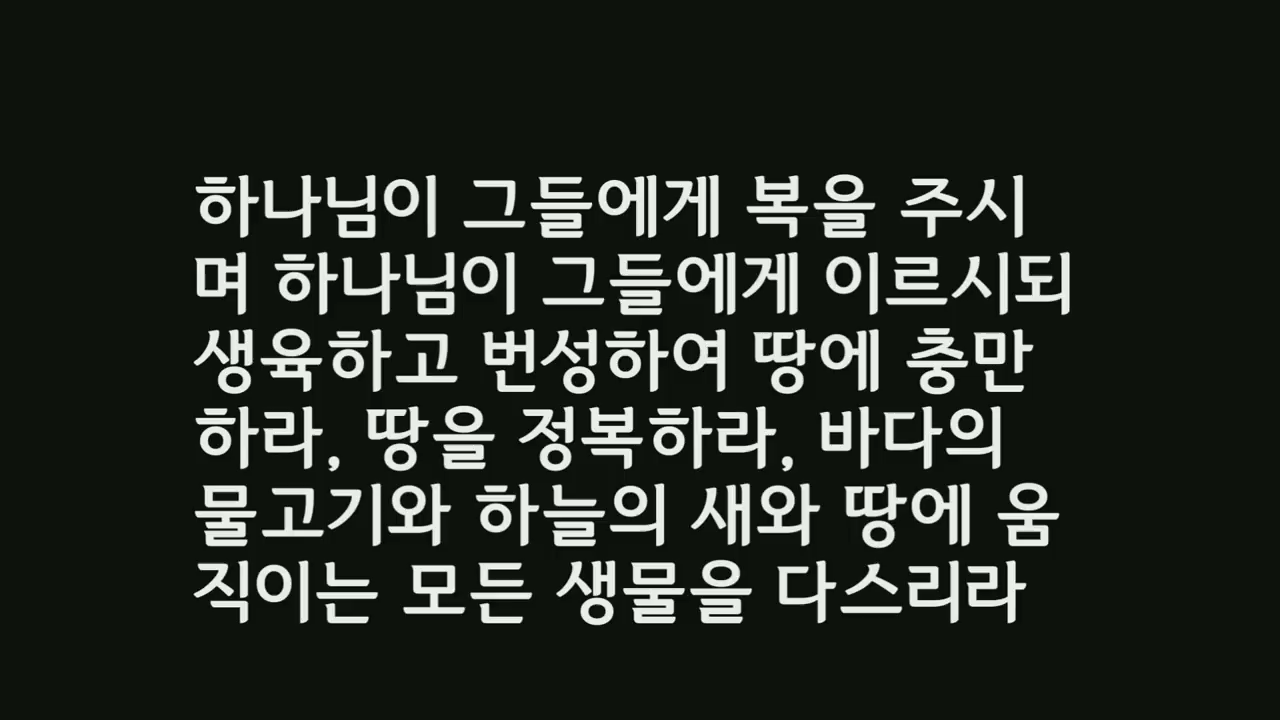 하나님이 그들에게 복을 주시
며 하나님이 그들에게 이르시되
생육하고 번성하여 땅에 충만
하라, 땅을 정복하라, 바다의
물고기와 하늘의 새와 땅에 움
직이는 모든 생물을 다스리라